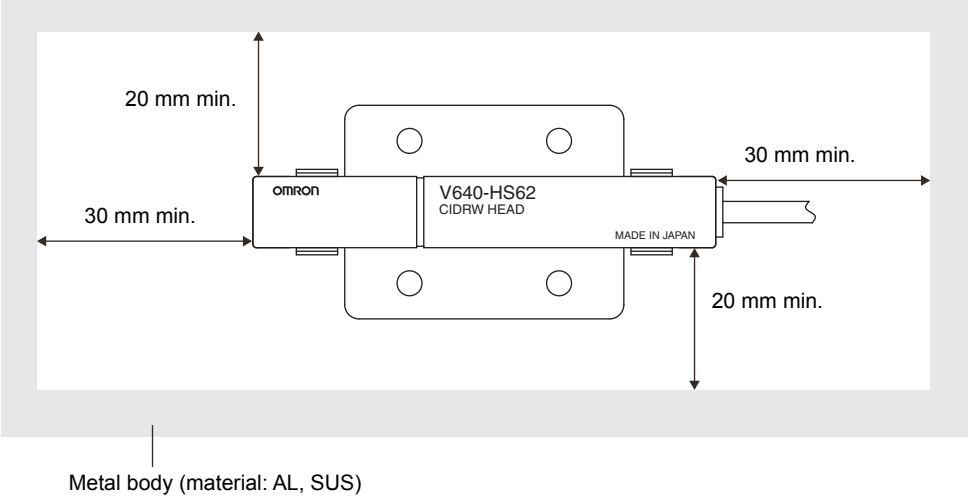 20 mm min.
30 mm min.
OMRON
V640-HS62
CIDRW HEAD
30 mm min.
MADE IN JAPAN
20 mm min.
Metal body (material: AL, SUS)